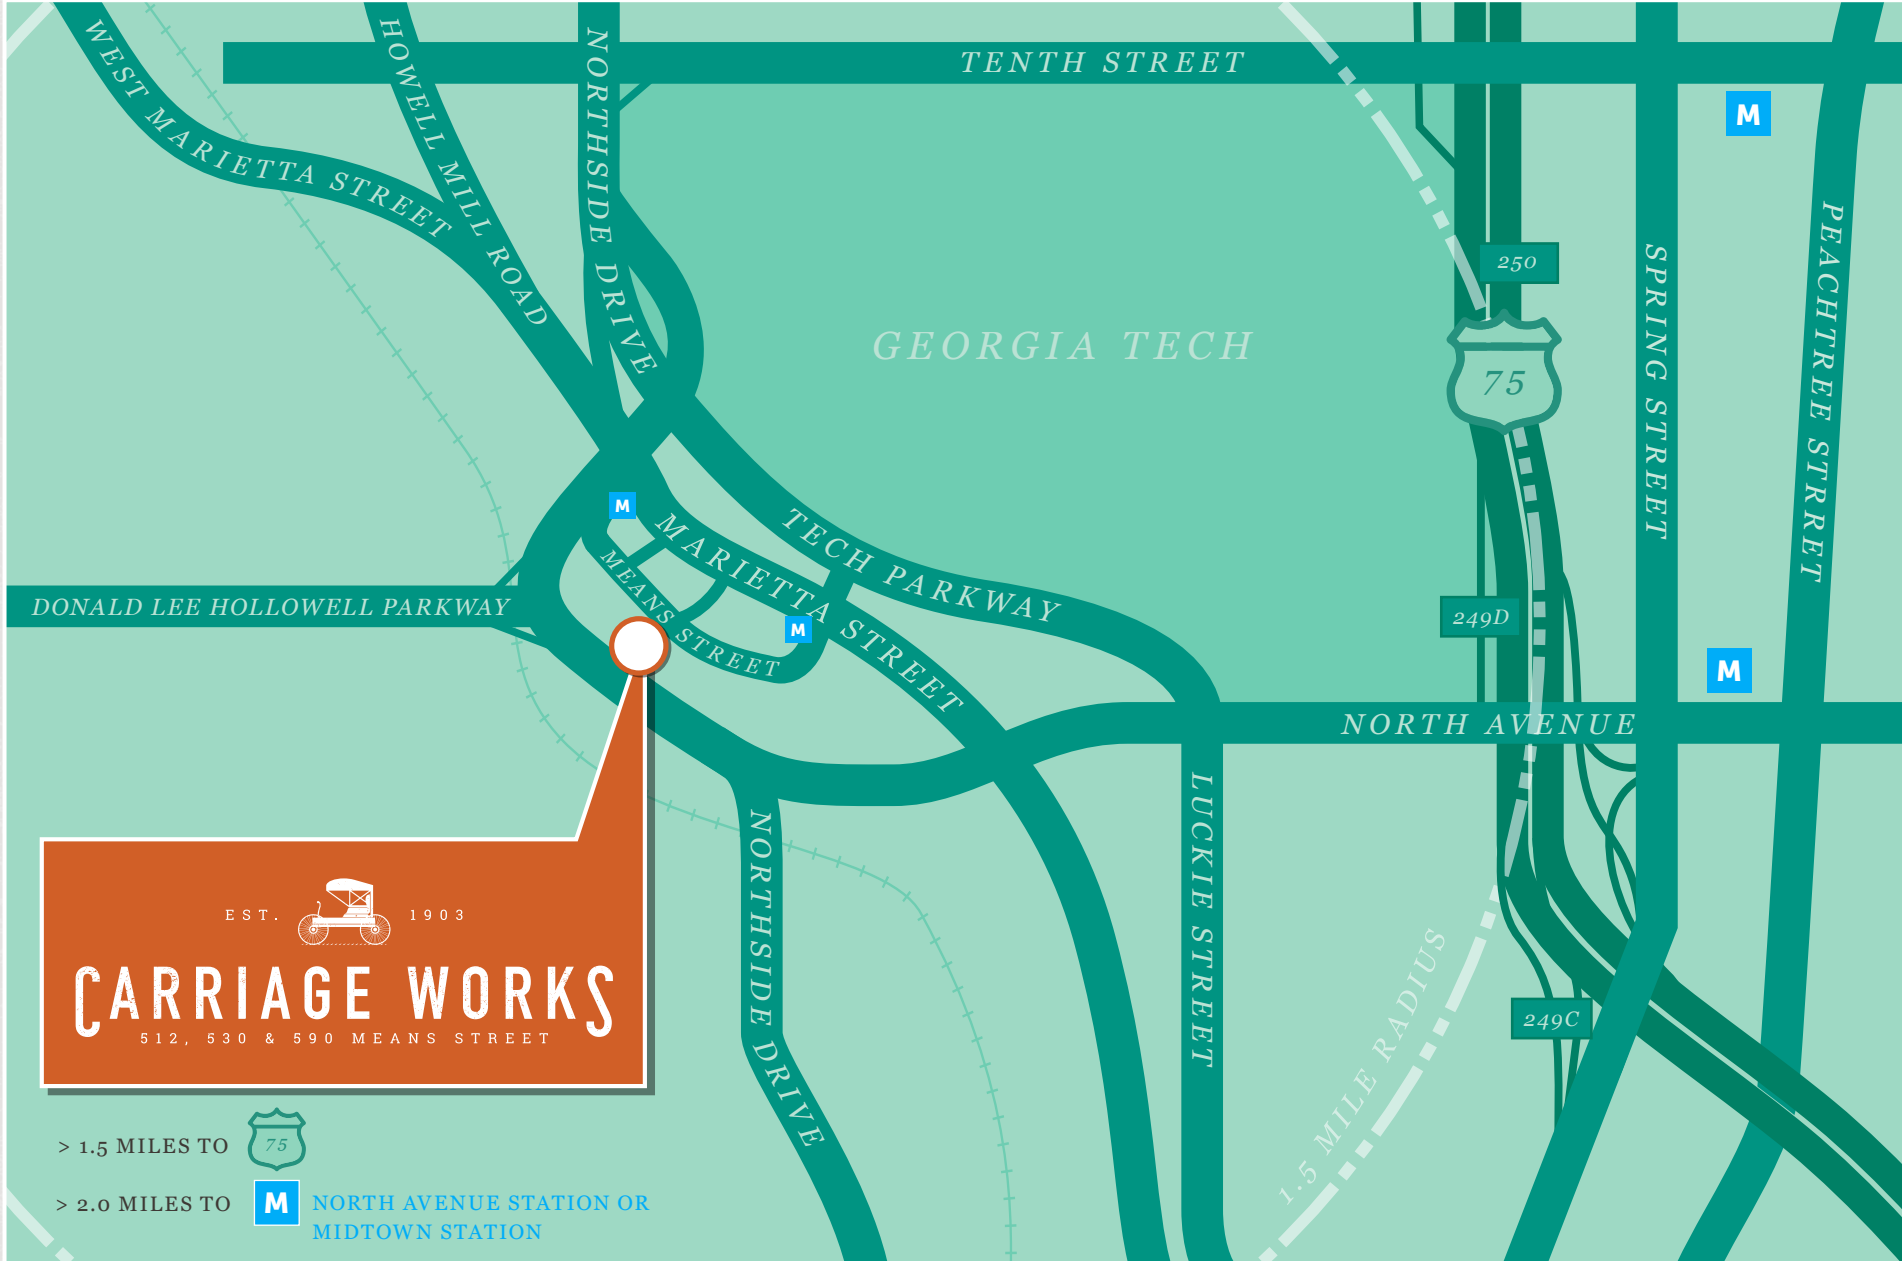 WEST MARIETTA STREET
HOWELL MILL ROAD
NORTHSIDE DRIVE
TENTH STREET
M
GEORGIA TECH
250
75
SPRING STREET
PEACHTREE STRRET
M
MARIETTA STREET
TECH PARKWAY
MEANS STREET
M
DONALD LEE HOLLOWELL PARKWAY
249D
M
NORTH AVENUE
LUCKIE STREET
NORTHSIDE DRIVE
1.5 MILE RADIUS
249C
EST. 1903
CARRIAGE WORKS
512, 530 & 590 MEANS STREET
> 1.5 MILES TO 75
> 2.0 MILES TO M NORTH AVENUE STATION OR
MIDTOWN STATION